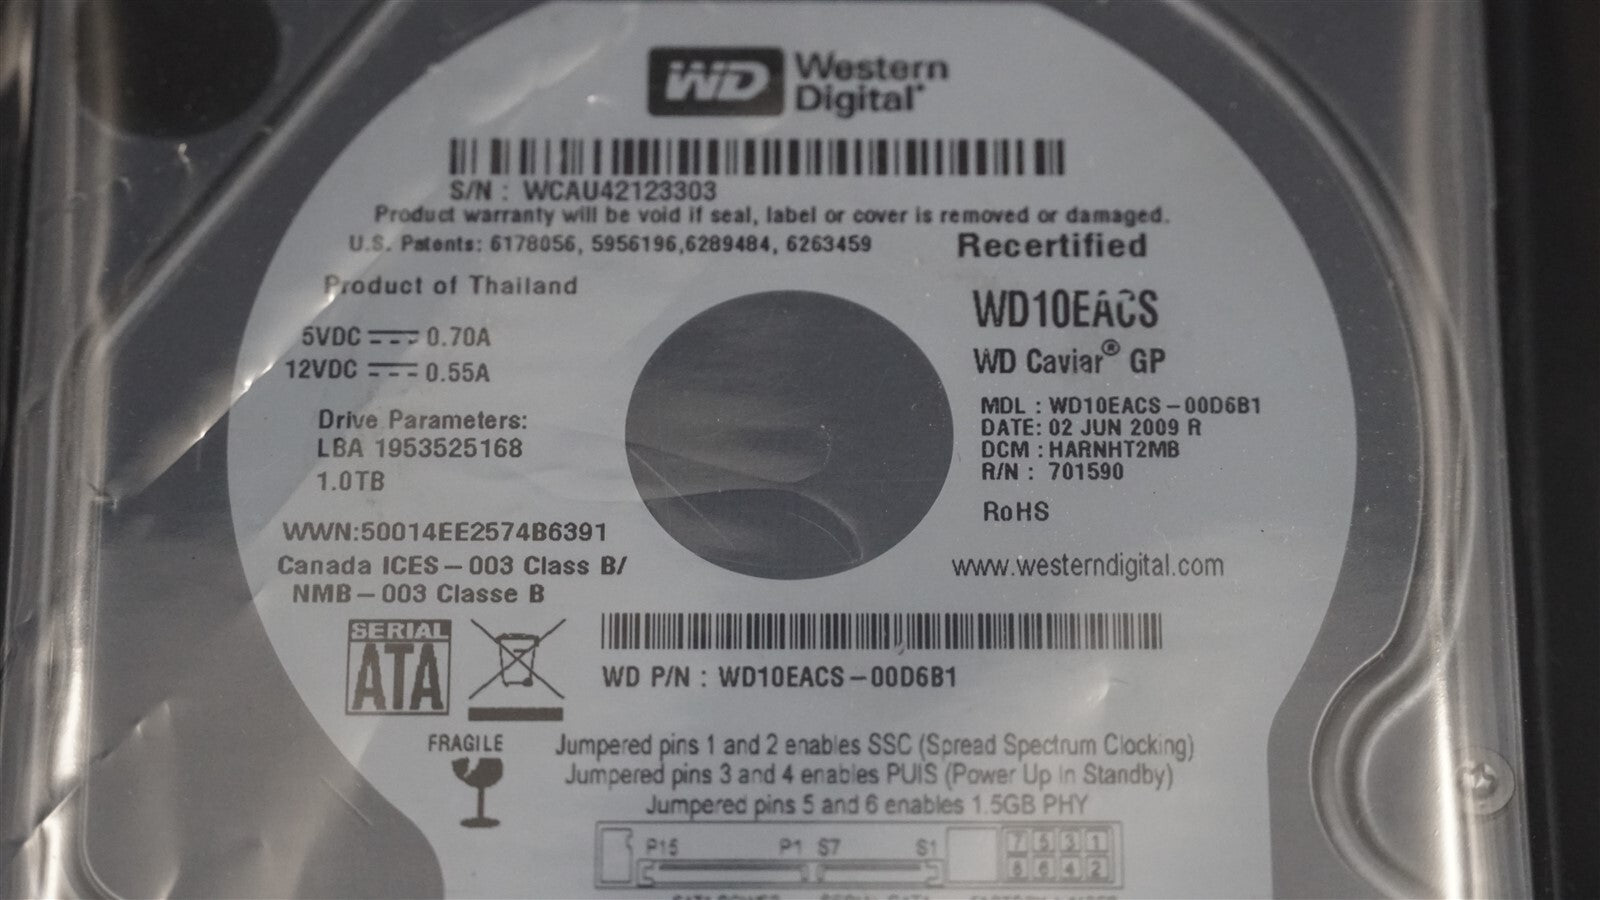 WD Western Digital
S/N : WCAU42123303
Product warranty will be void if seal, label or cover is removed or damaged.
U.S. Patents: 6178056, 5956196,6289484, 6263459
Recertified
Product of Thailand
WD10EACS
5VDC 0.70A
WD Caviar® GP
12VDC 0.55A
MDL : WD10EACS-00D6B1
Drive Parameters:
DATE: 02 JUN 2009 R
LBA 1953525168
DCM : HARNHT2MB
1.0TB
R/N : 701590
RoHS
WWN:50014EE2574B6391
Canada ICES-003 Class B/
www.westerndigital.com
NMB-003 Classe B
SERIAL
ATA
WD P/N : WD10EACS-00D6B1
FRAGILE
Jumpered pins 1 and 2 enables SSC (Spread Spectrum Clocking)
Jumpered pins 3 and 4 enables PUIS (Power Up In Standby)
Jumpered pins 5 and 6 enables 1.5GB PHY
P15 P1 S7 S1 7 5 3 1
8 6 4 2